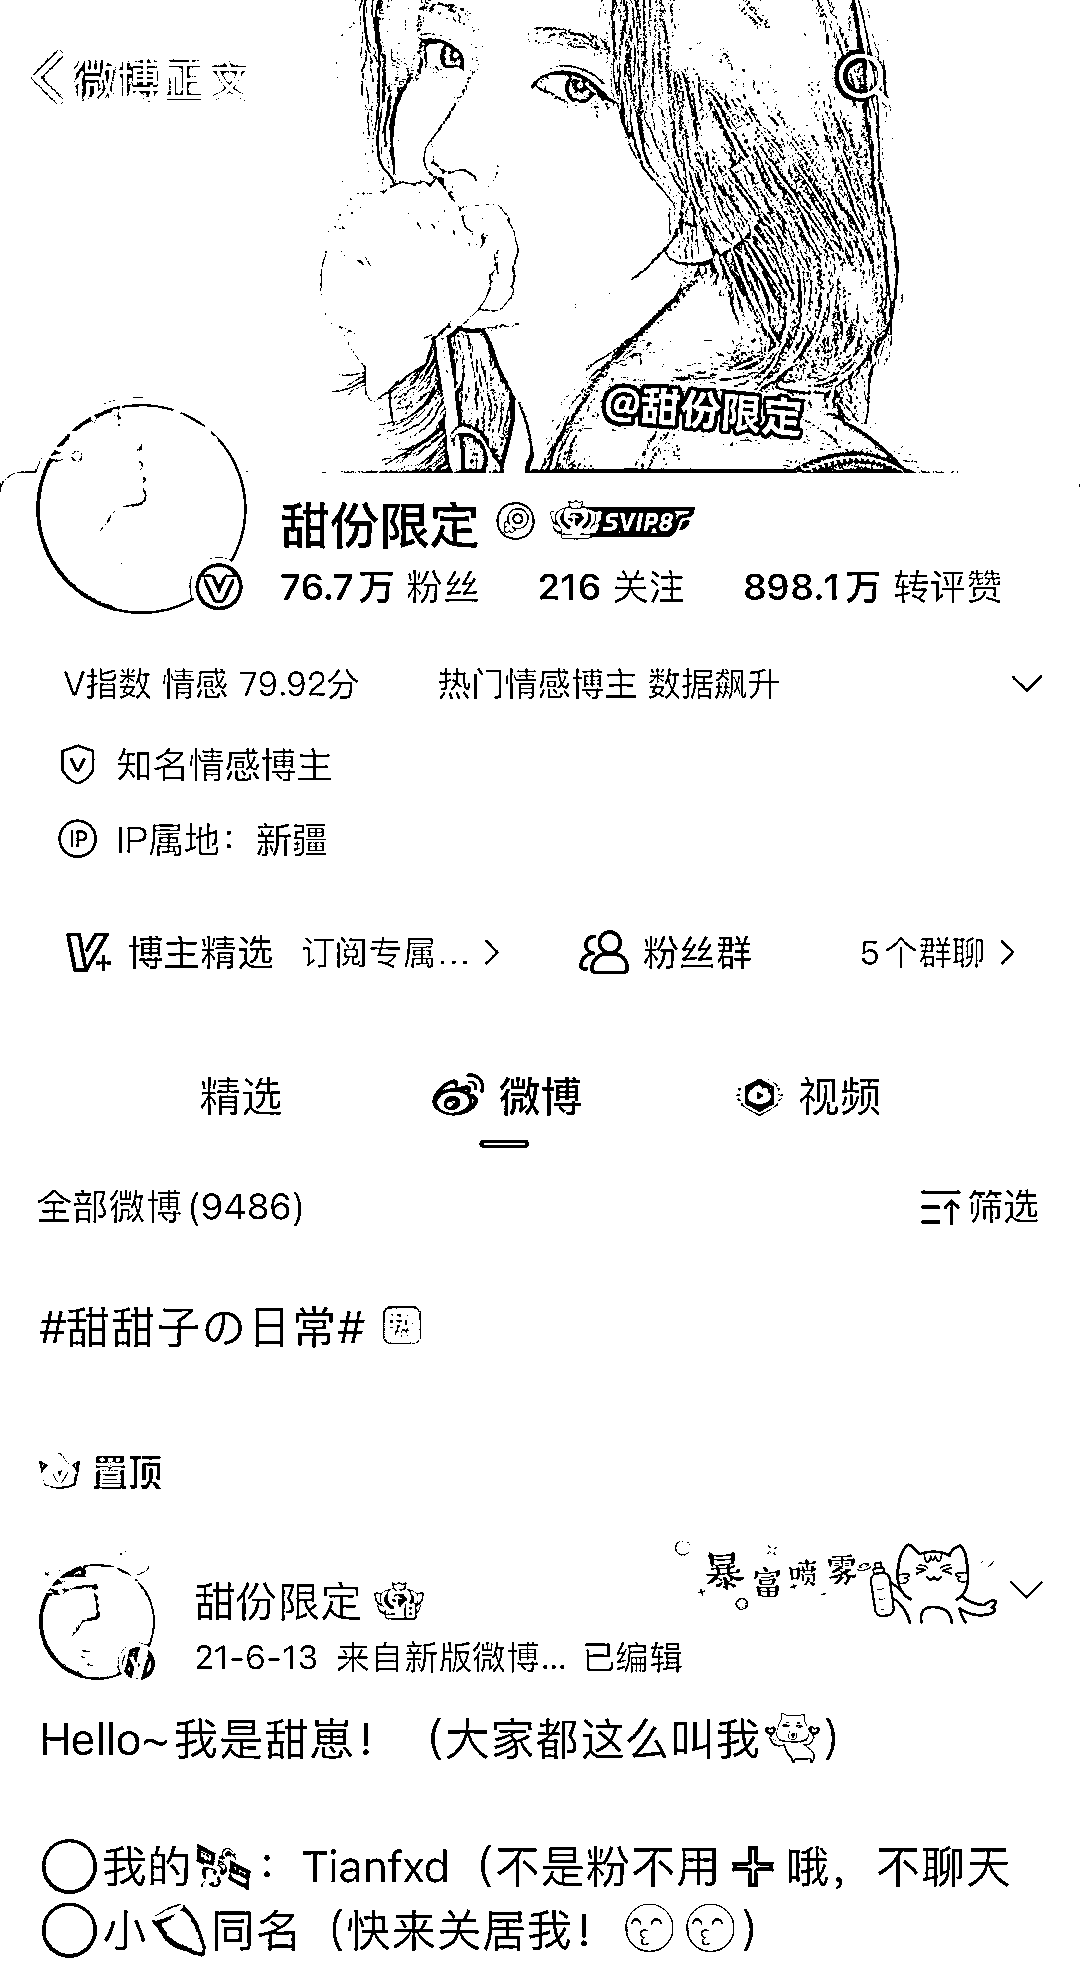 微博正文
@甜份限定
甜份限定 SVIP87
76.7万 粉丝 216 关注 898.1万 转评赞
V指数 情感 79.92分 热门情感博主 数据飙升
知名情感博主
IP属地：新疆
博主精选 订阅专属... 粉丝群 5个群聊
精选 微博 视频
全部微博(9486) 筛选
#甜甜子の日常#
置顶
暴富喷雾
甜份限定
21-6-13 来自新版微博... 已编辑
Hello~我是甜崽！（大家都这么叫我）
我的：Tianfxd（不是粉不用➕哦，不聊天
小同名（快来关居我！）